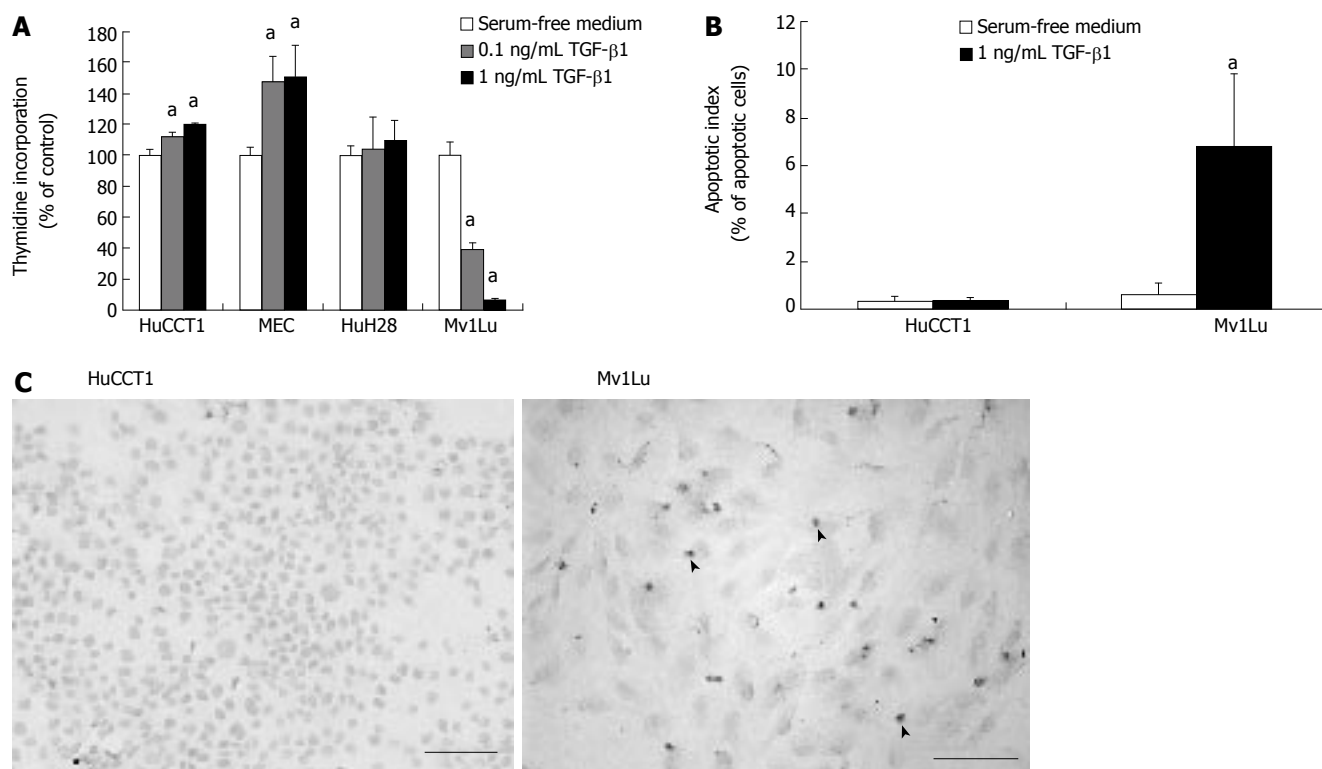 A
Thymidine incorporation
(% of control)
180
160
140
120
100
80
60
40
20
0
a
a
a
a
a
a
HuCCT1
MEC
HuH28
Mv1Lu
Serum-free medium
0.1 ng/mL TGF-β1
1 ng/mL TGF-β1
B
Apoptotic index
(% of apoptotic cells)
12
10
8
6
4
2
0
Serum-free medium
1 ng/mL TGF-β1
a
HuCCT1
Mv1Lu
C
HuCCT1
Mv1Lu